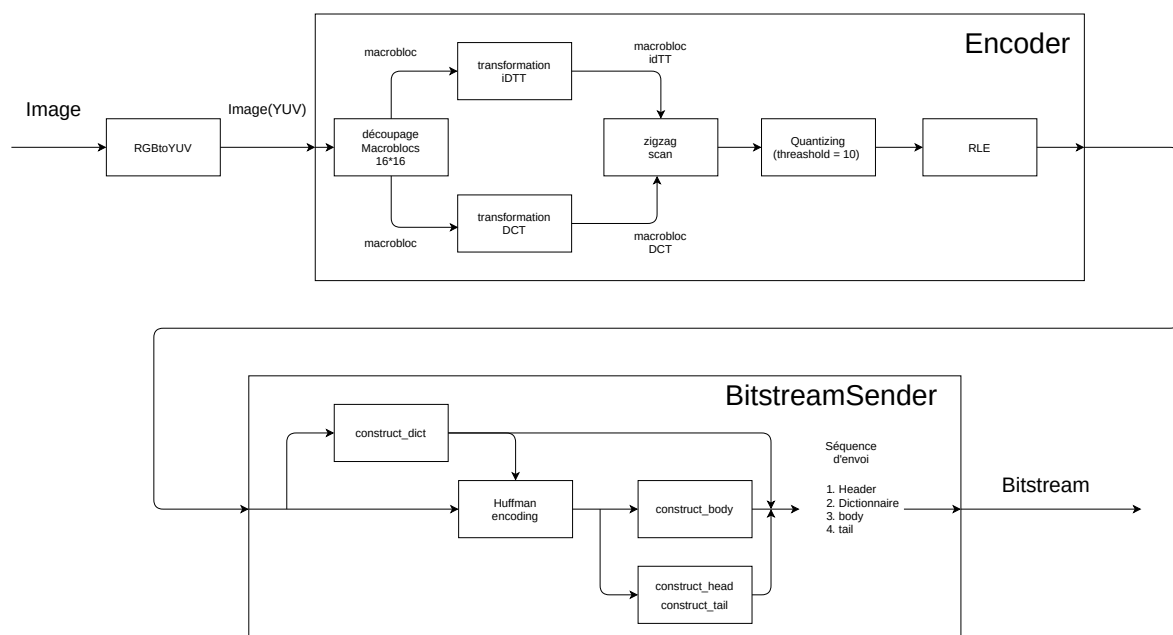 Encoder
macrobloc
transformation
iDTT
macrobloc
idTT
Image
Image(YUV)
RGBtoYUV
découpage
Macroblocs
16*16
zigzag
scan
Quantizing
(threashold = 10)
RLE
macrobloc
transformation
DCT
macrobloc
DCT
BitstreamSender
construct_dict
Séquence
d'envoi
1. Header
2. Dictionnaire
3. body
4. tail
Huffman
encoding
construct_body
Bitstream
construct_head
construct_tail